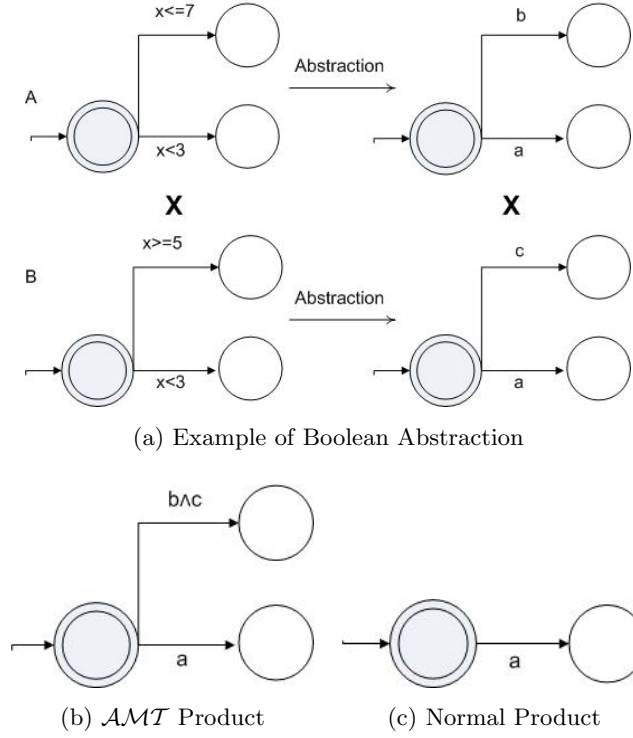 x<=7
b
Abstraction
A
x<3
a
X
X
x>=5
c
B
Abstraction
x<3
a
(a) Example of Boolean Abstraction
b∧c
a
a
(b) AMT Product
(c) Normal Product